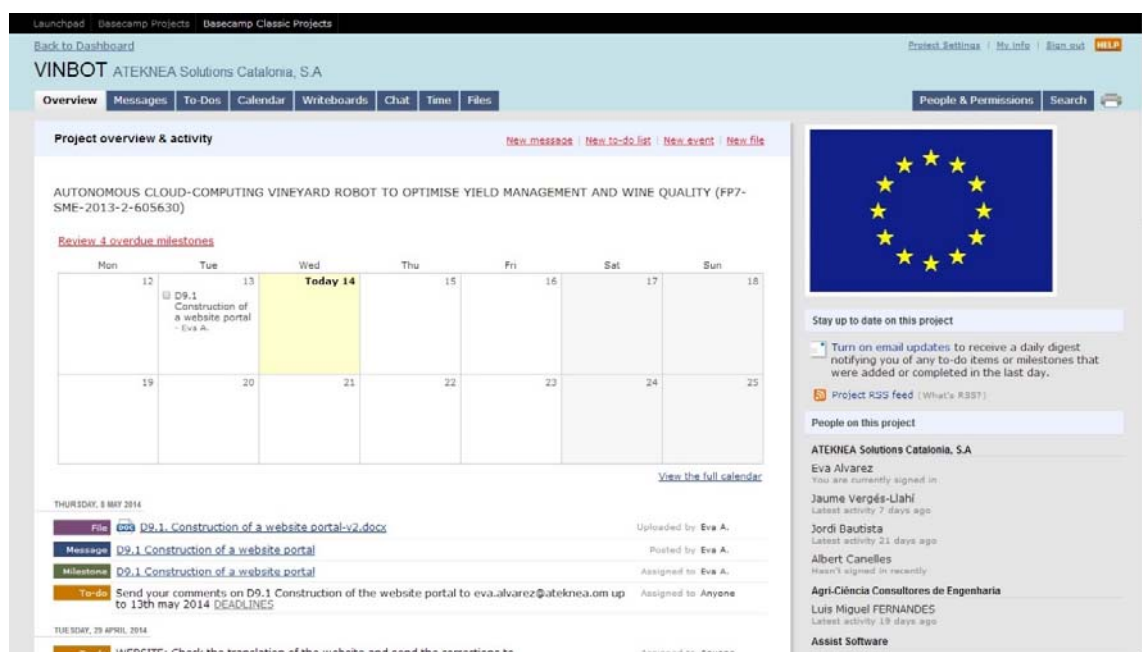 Launchpad Basecamp Projects Basecamp Classic Projects
Back to Dashboard
Project Settings | My info | Sign out HELP
VINBOT ATEKNEA Solutions Catalonia, S.A
Overview Messages To-Dos Calendar Writeboards Chat Time Files
People & Permissions Search
Project overview & activity
New message | New to-do list | New event | New file
AUTONOMOUS CLOUD-COMPUTING VINEYARD ROBOT TO OPTIMISE YIELD MANAGEMENT AND WINE QUALITY (FP7-
SME-2013-2-605630)
Review 4 overdue milestones
Mon Tue Wed Thu Fri Sat Sun
12 13 Today 14 15 16 17 18
D9.1
Construction of
a website portal
- Eva A.
19 20 21 22 23 24 25
View the full calendar
THURSDAY, 8 MAY 2014
File DOC D9.1. Construction of a website portal-v2.docx Uploaded by Eva A.
Message D9.1 Construction of a website portal Posted by Eva A.
Milestone D9.1 Construction of a website portal Assigned to Eva A.
To-do Send your comments on D9.1 Construction of the website portal to eva.alvarez@ateknea.om up Assigned to Anyone
to 13th may 2014 DEADLINES
TUESDAY, 29 APRIL 2014
WEBSITE: Check the translation of the website and send the corrections to
Stay up to date on this project
Turn on email updates to receive a daily digest
notifying you of any to-do items or milestones that
were added or completed in the last day.
Project RSS feed (What's RSS?)
People on this project
ATEKNEA Solutions Catalonia, S.A
Eva Alvarez
You are currently signed in
Jaume Vergés-Llahí
Latest activity 7 days ago
Jordi Bautista
Latest activity 21 days ago
Albert Canelles
Hasn't signed in recently
Agri-Ciência Consultores de Engenharia
Luis Miguel FERNANDES
Latest activity 19 days ago
Assist Software